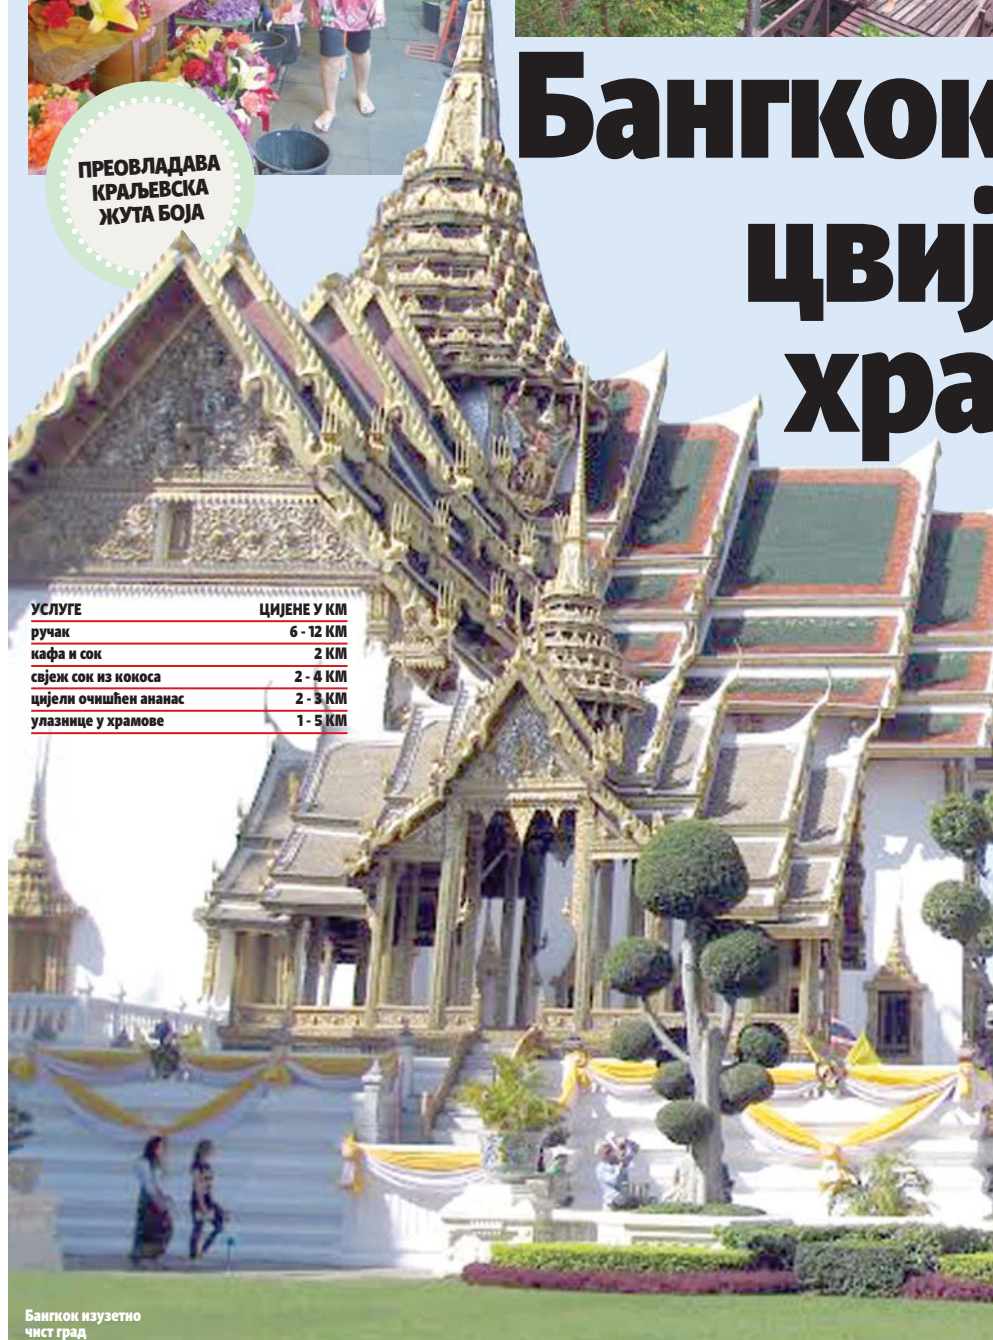 Бангкок
цвиј
хра
ПРЕОВЛАДАВА
КРАЉЕВСКА
ЖУТА БОЈА
УСЛУГЕ ЦИЈЕНЕ У КМ
ручак 6 - 12 КМ
кафа и сок 2 КМ
свјеж сок из кокоса 2 - 4 КМ
цијели очишћен ананас 2 - 3 КМ
улазнице у храмове 1 - 5 КМ
Бангкок изузетно
чист град